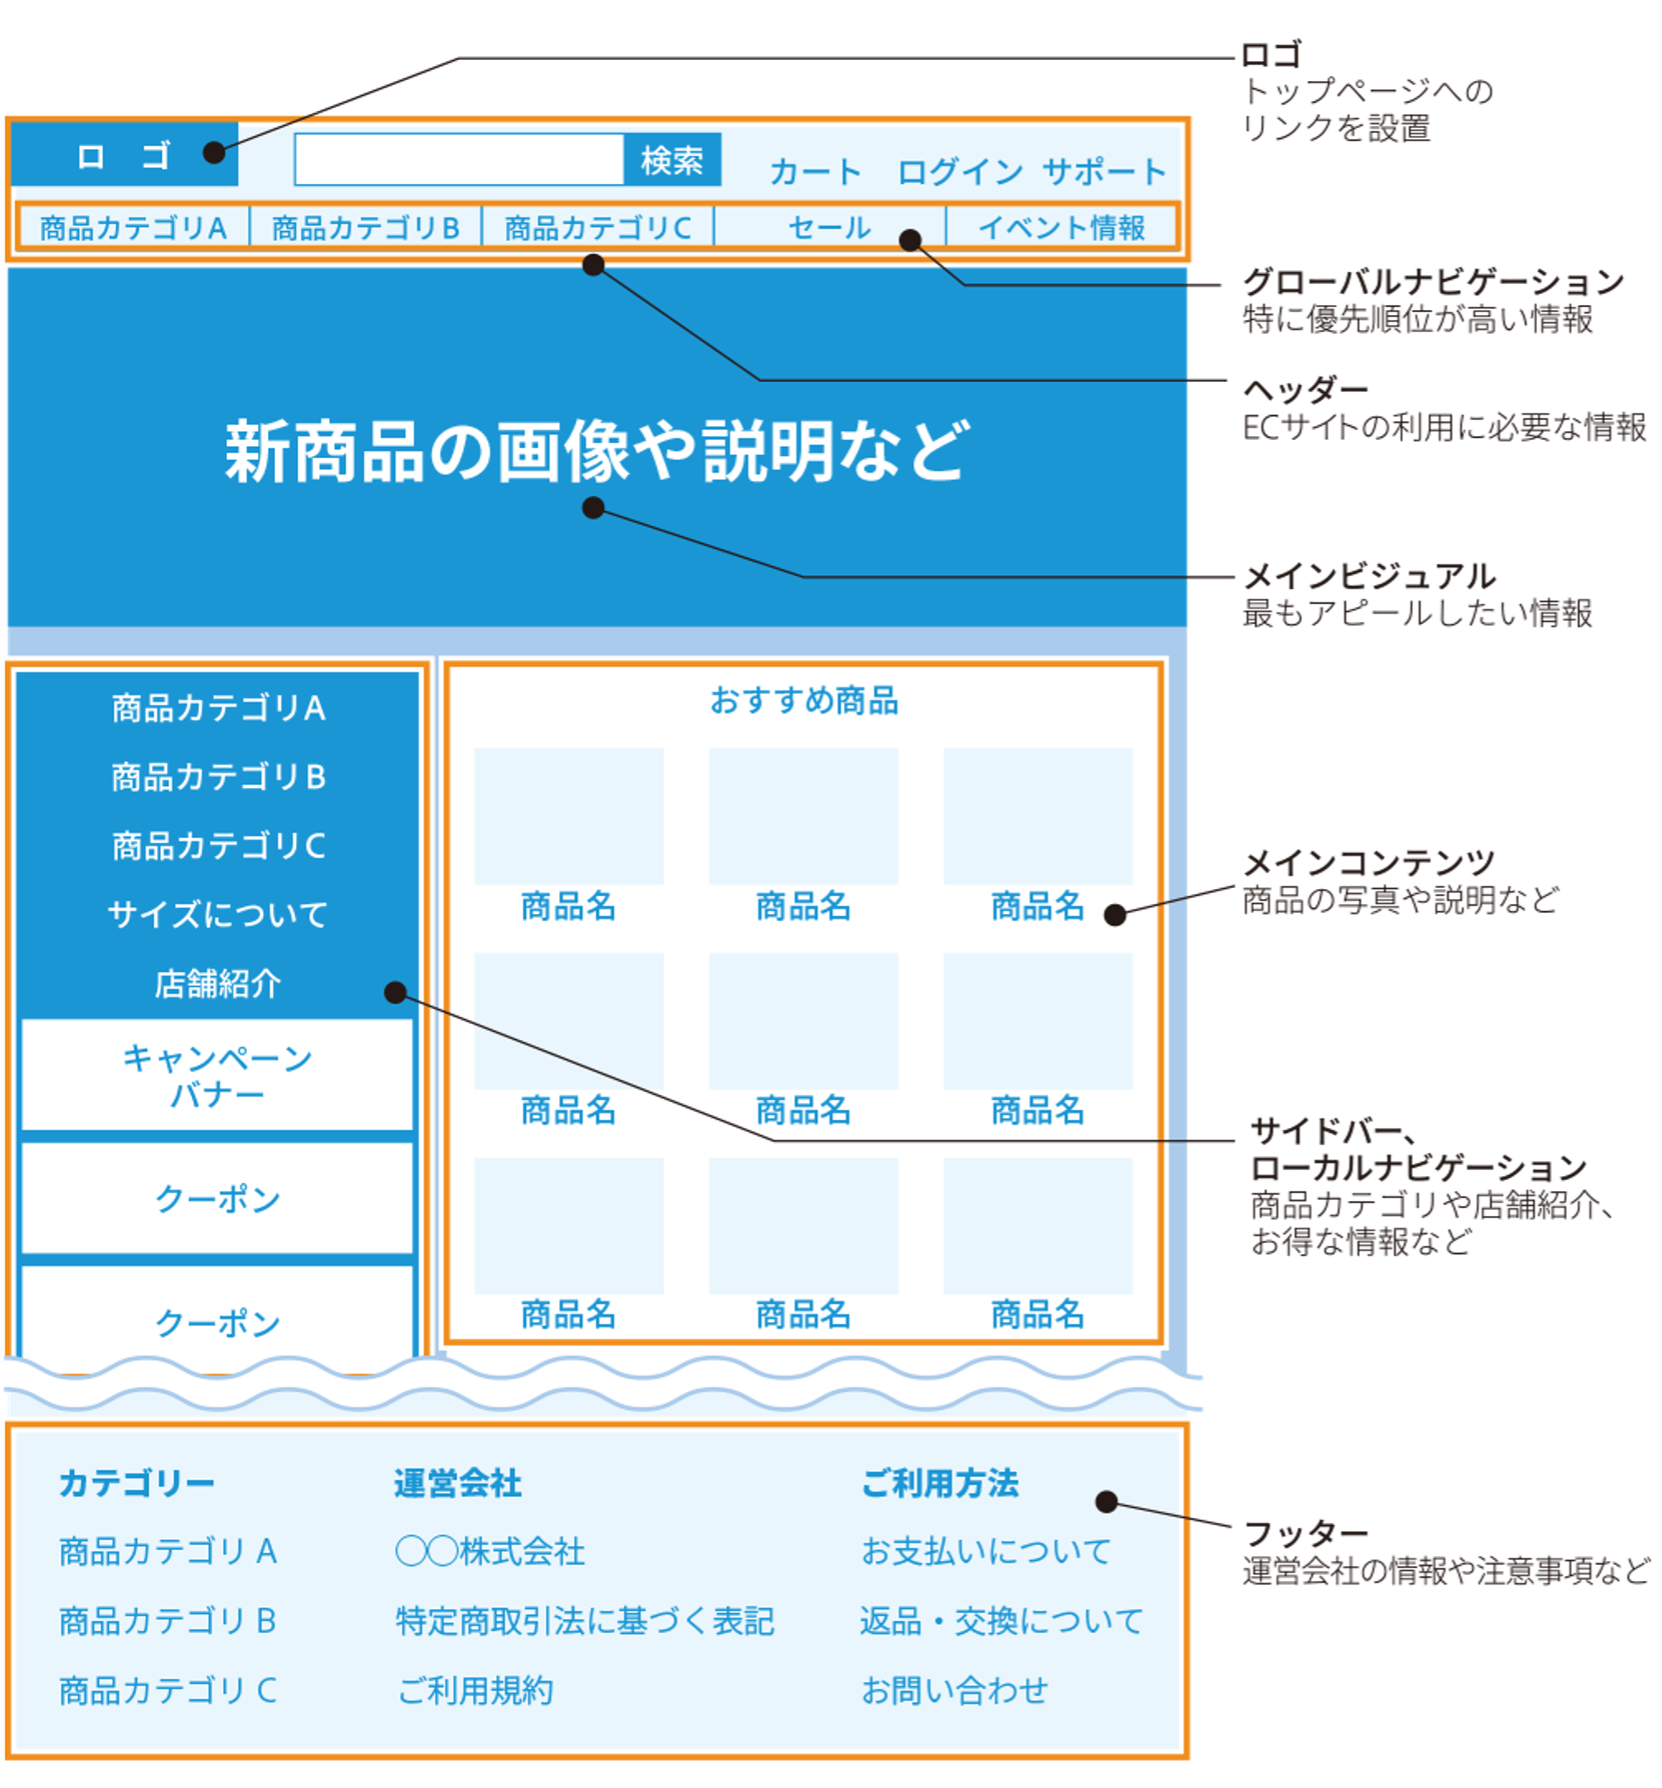 ロゴ
トップページへの
リンクを設置
ロ ゴ
検索
カート ログイン サポート
商品カテゴリA 商品カテゴリB 商品カテゴリC セール イベント情報
グローバルナビゲーション
特に優先順位が高い情報
ヘッダー
ECサイトの利用に必要な情報
新商品の画像や説明など
メインビジュアル
最もアピールしたい情報
商品カテゴリA
商品カテゴリB
商品カテゴリC
サイズについて
店舗紹介
キャンペーン
バナー
クーポン
クーポン
おすすめ商品
商品名 商品名 商品名
商品名 商品名 商品名
商品名 商品名 商品名
メインコンテンツ
商品の写真や説明など
サイドバー、
ローカルナビゲーション
商品カテゴリや店舗紹介、
お得な情報など
カテゴリー
商品カテゴリ A
商品カテゴリ B
商品カテゴリ C
運営会社
〇〇株式会社
特定商取引法に基づく表記
ご利用規約
ご利用方法
お支払いについて
返品・交換について
お問い合わせ
フッター
運営会社の情報や注意事項など